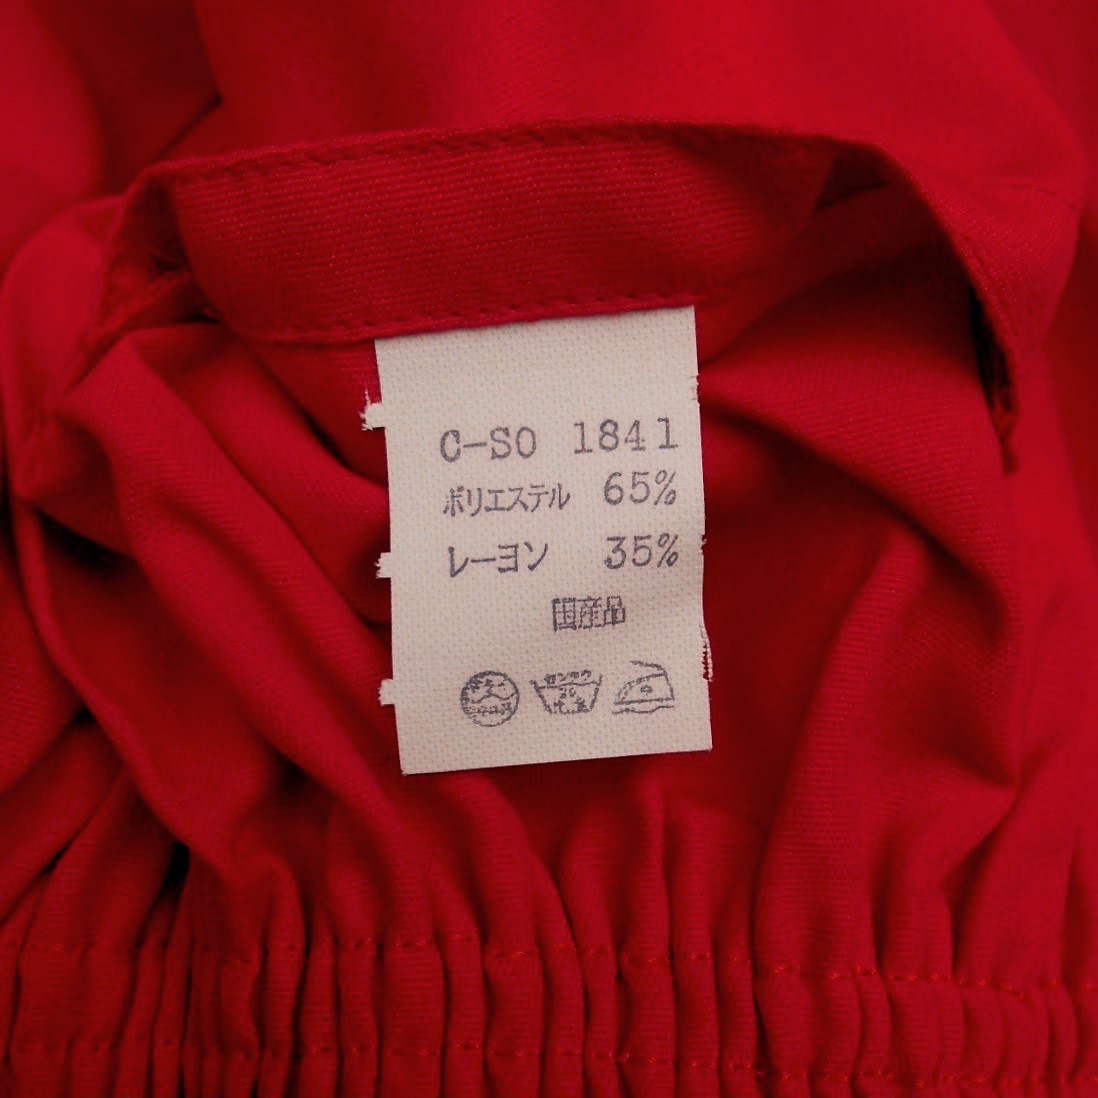 C-SO 1841
ポリエステル 65%
レーヨン 35%
国産品